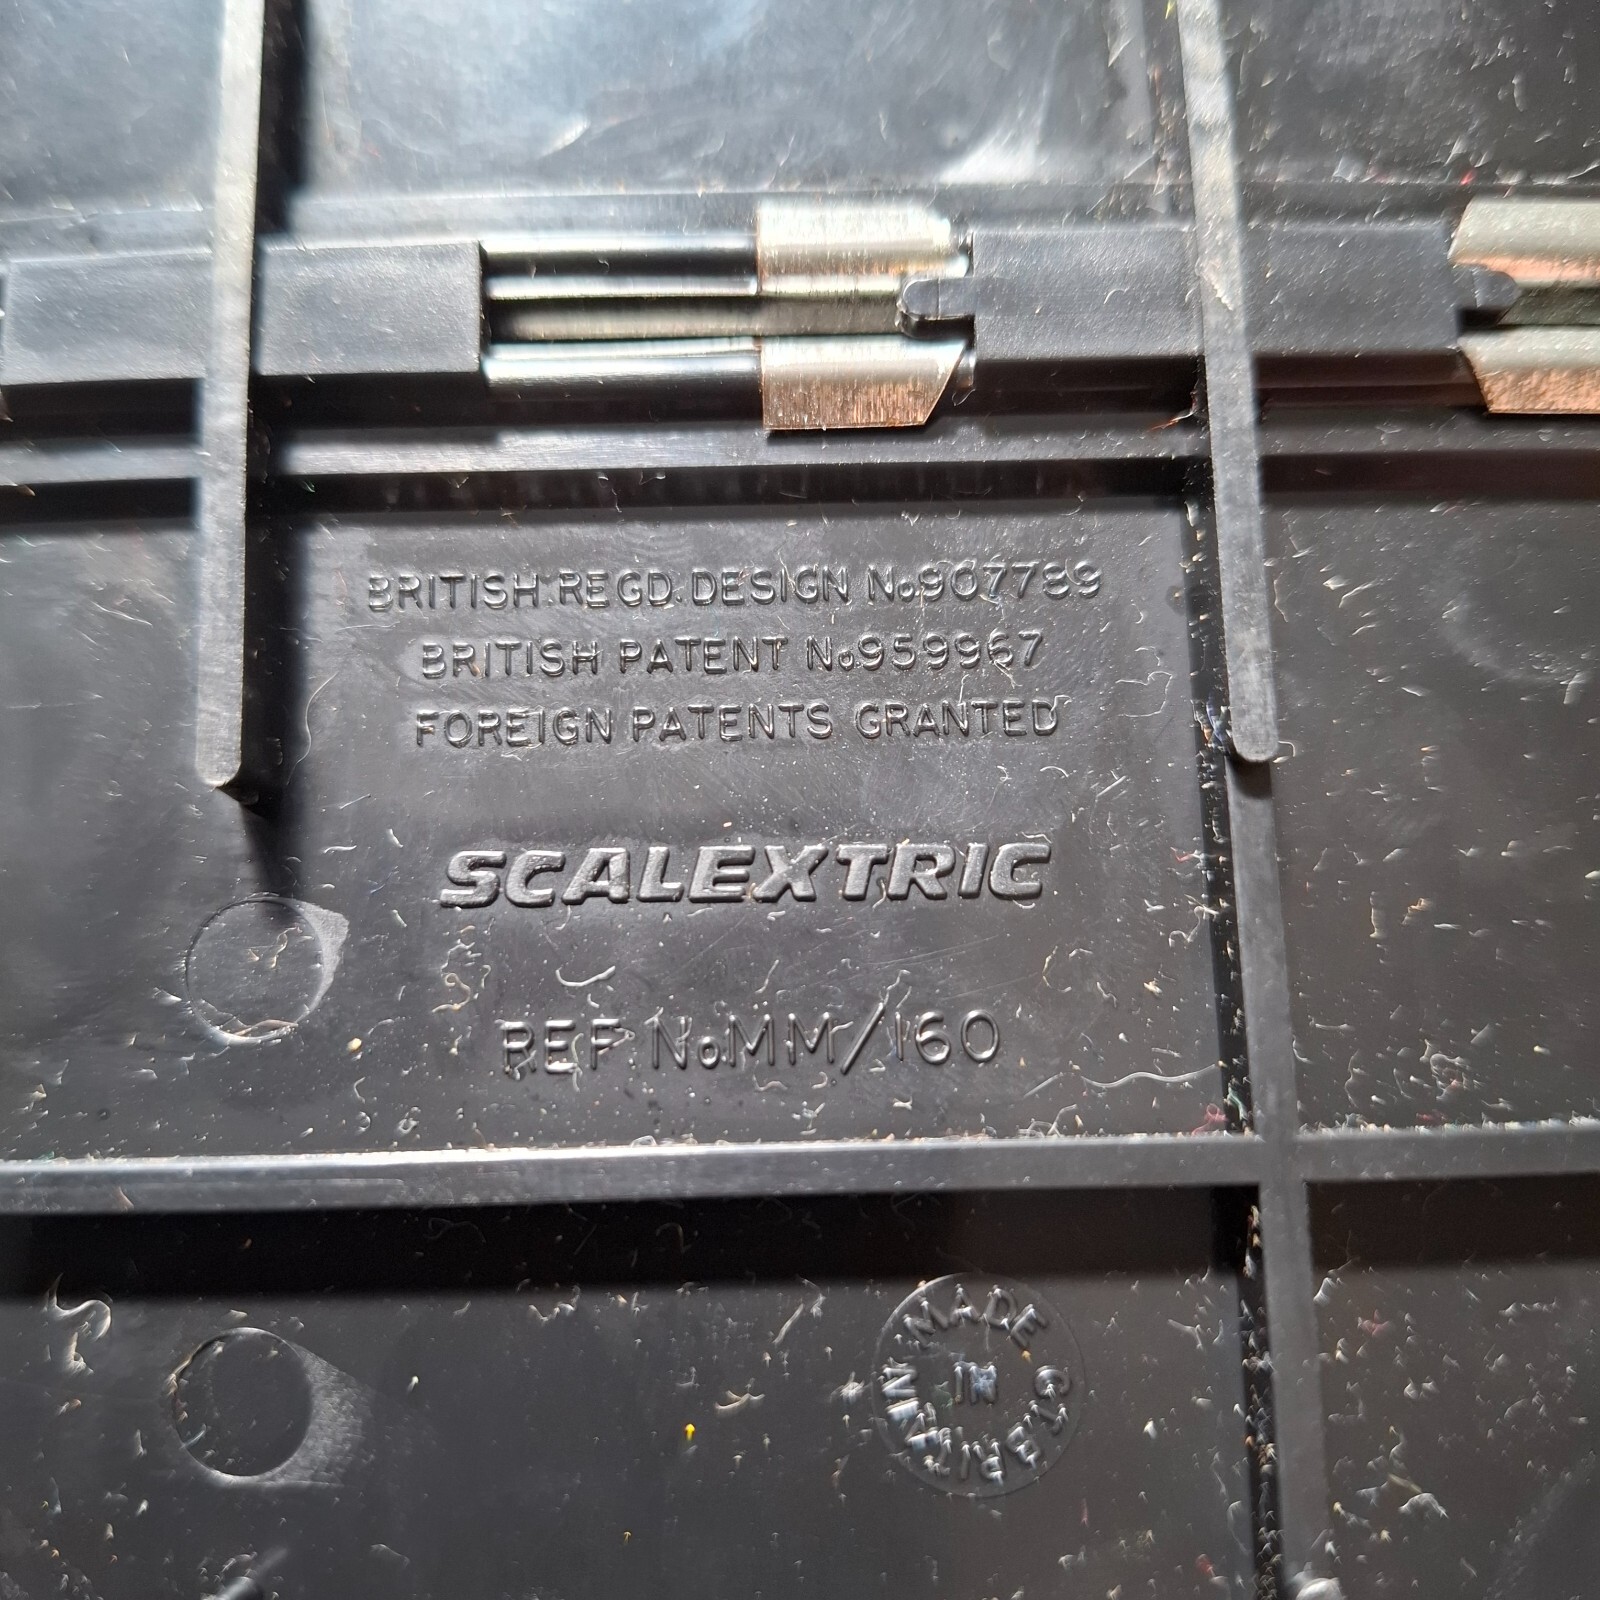 BRITISH REGD. DESIGN No 907789
BRITISH PATENT No 959967
FOREIGN PATENTS GRANTED
SCALEXTRIC
REF No. MM/160
MADE
IN
GT. BRITAIN